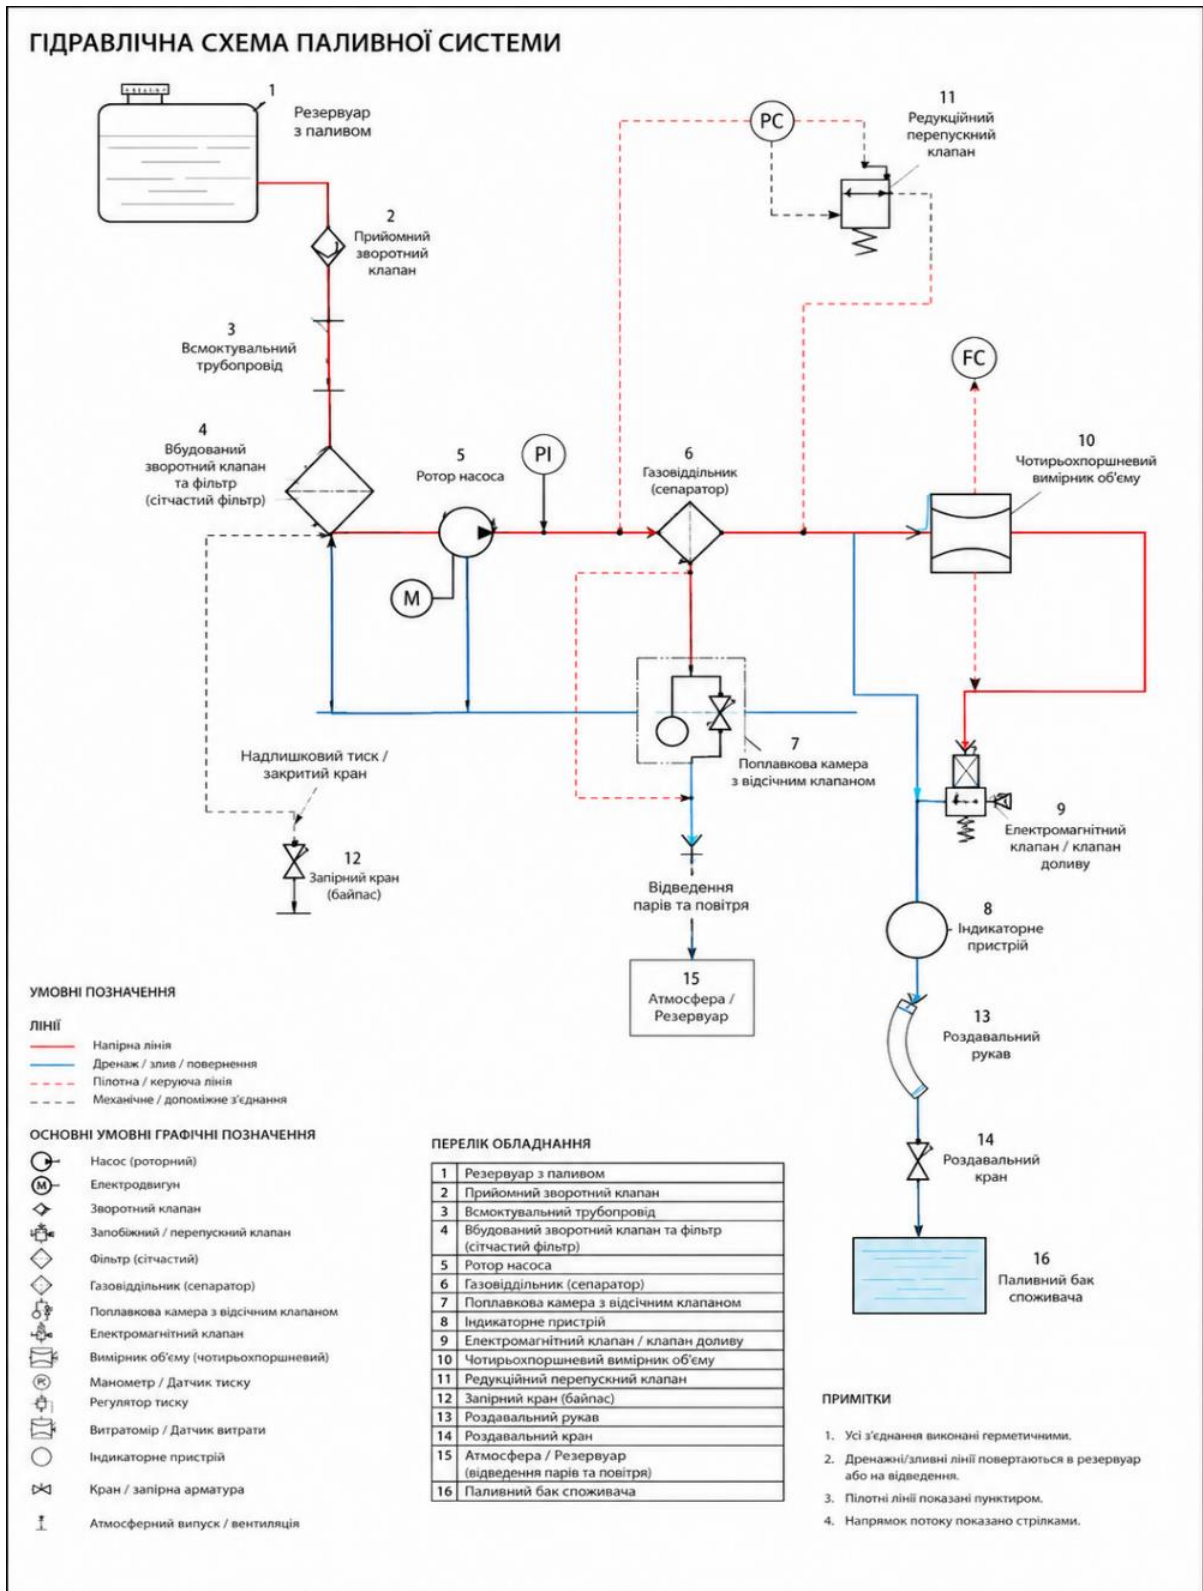 ГІДРАВЛІЧНА СХЕМА ПАЛИВНОЇ СИСТЕМИ
1
Резервуар
з паливом
2
Прийомний
зворотний
клапан
3
Всмоктувальний
трубопровід
4
Вбудований
зворотний клапан
та фільтр
(сітчастий фільтр)
5
Ротор насоса
PI
M
6
Газовіддільник
(сепаратор)
PC
11
Редукційний
перепускний
клапан
FC
10
Чотирьохпоршневий
вимірник об'єму
7
Поплавкова камера
з відсічним клапаном
Надлишковий тиск /
закритий кран
12
Запірний кран
(байпас)
Відведення
парів та повітря
15
Атмосфера /
Резервуар
9
Електромагнітний
клапан / клапан
доливу
8
Індикаторне
пристрій
13
Роздавальний
рукав
14
Роздавальний
кран
16
Паливний бак
споживача
УМОВНІ ПОЗНАЧЕННЯ
ЛІНІЇ
Напірна лінія
Дренаж / злив / повернення
Пілотна / керуюча лінія
Механічне / допоміжне з'єднання
ОСНОВНІ УМОВНІ ГРАФІЧНІ ПОЗНАЧЕННЯ
Насос (роторний)
M Електродвигун
Зворотний клапан
Запобіжний / перепускний клапан
Фільтр (сітчастий)
Газовіддільник (сепаратор)
Поплавкова камера з відсічним клапаном
Електромагнітний клапан
Вимірник об'єму (чотирьохпоршневий)
PC Манометр / Датчик тиску
Регулятор тиску
Витратомір / Датчик витрати
Індикаторне пристрій
Кран / запірна арматура
Атмосферний випуск / вентиляція
ПЕРЕЛІК ОБЛАДНАННЯ
1 Резервуар з паливом
2 Прийомний зворотний клапан
3 Всмоктувальний трубопровід
4 Вбудований зворотний клапан та фільтр
(сітчастий фільтр)
5 Ротор насоса
6 Газовіддільник (сепаратор)
7 Поплавкова камера з відсічним клапаном
8 Індикаторне пристрій
9 Електромагнітний клапан / клапан доливу
10 Чотирьохпоршневий вимірник об'єму
11 Редукційний перепускний клапан
12 Запірний кран (байпас)
13 Роздавальний рукав
14 Роздавальний кран
15 Атмосфера / Резервуар
(відведення парів та повітря)
16 Паливний бак споживача
ПРИМІТКИ
1. Усі з'єднання виконані герметичними.
2. Дренажні/зливні лінії повертаються в резервуар
або на відведення.
3. Пілотні лінії показані пунктиром.
4. Напрямок потоку показано стрілками.